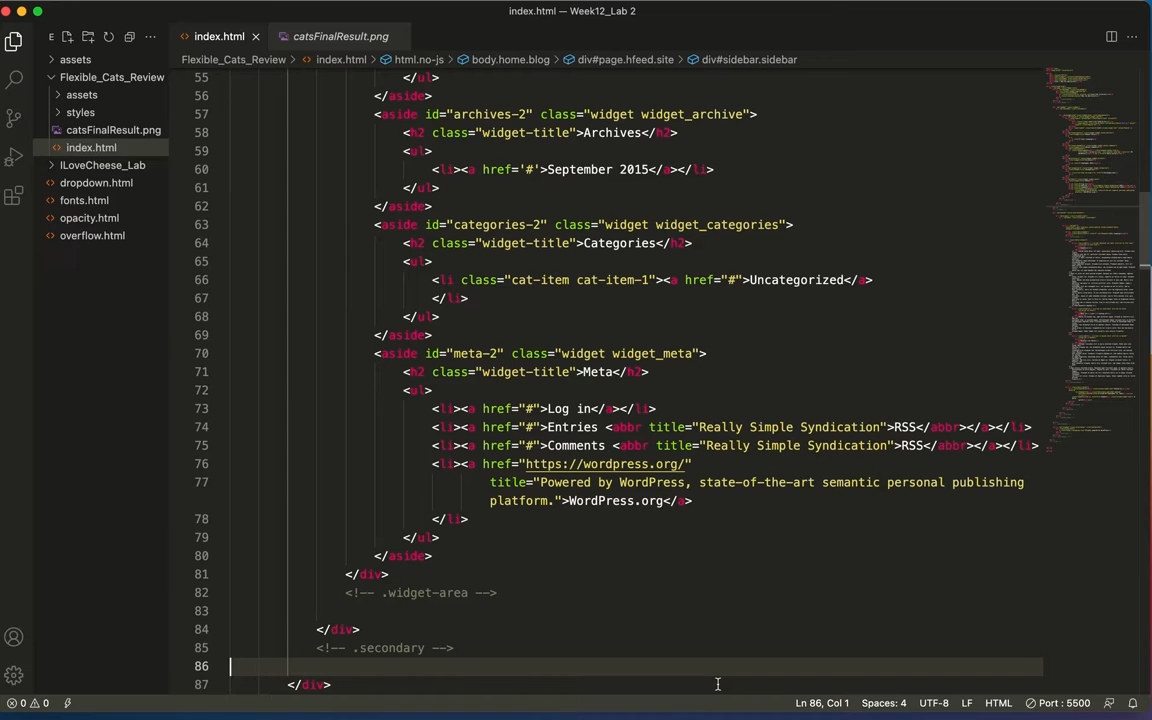 index.html — Week12_Lab 2
E
index.html
catsFinalResult.png
assets
Flexible_Cats_Review
assets
styles
catsFinalResult.png
index.html
ILoveCheese_Lab
dropdown.html
fonts.html
opacity.html
overflow.html
Flexible_Cats_Review › index.html › html.no-js › body.home.blog › div#page.hfeed.site › div#sidebar.sidebar
55 </ul>
56 </aside>
57 <aside id="archives-2" class="widget widget_archive">
58 <h2 class="widget-title">Archives</h2>
59 <ul>
60 <li><a href='#'>September 2015</a></li>
61 </ul>
62 </aside>
63 <aside id="categories-2" class="widget widget_categories">
64 <h2 class="widget-title">Categories</h2>
65 <ul>
66 <li class="cat-item cat-item-1"><a href="#">Uncategorized</a>
67 </li>
68 </ul>
69 </aside>
70 <aside id="meta-2" class="widget widget_meta">
71 <h2 class="widget-title">Meta</h2>
72 <ul>
73 <li><a href="#">Log in</a></li>
74 <li><a href="#">Entries <abbr title="Really Simple Syndication">RSS</abbr></a></li>
75 <li><a href="#">Comments <abbr title="Really Simple Syndication">RSS</abbr></a></li>
76 <li><a href="https://wordpress.org/"
77 title="Powered by WordPress, state-of-the-art semantic personal publishing
platform.">WordPress.org</a>
78 </li>
79 </ul>
80 </aside>
81 </div>
82 <!-- .widget-area -->
83
84 </div>
85 <!-- .secondary -->
86
87 </div>
0 0 Ln 86, Col 1 Spaces: 4 UTF-8 LF HTML Port : 5500